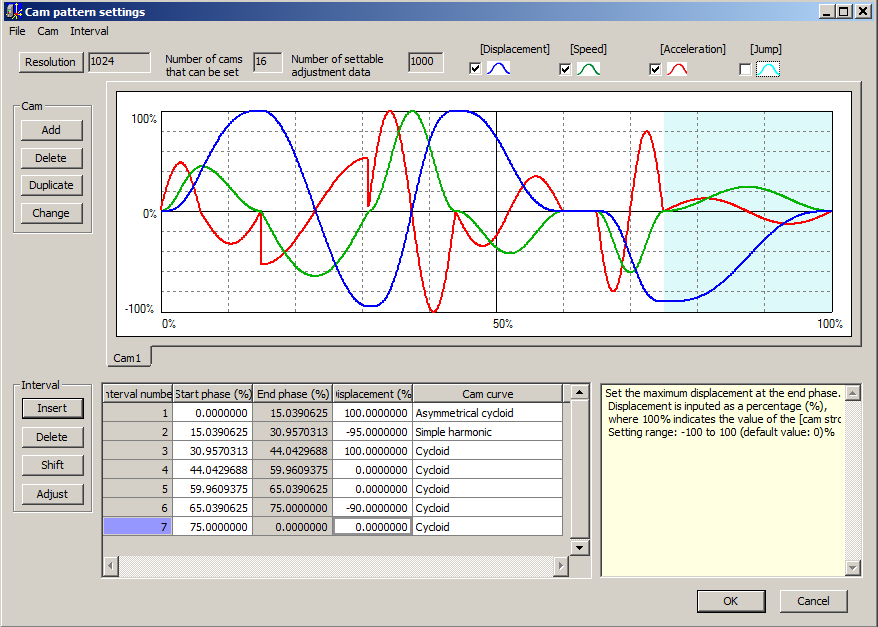 Cam pattern settings
File Cam Interval
Resolution 1024
Number of cams
that can be set
16
Number of settable
adjustment data
1000
[Displacement] [Speed] [Acceleration] [Jump]
Cam
Add
Delete
Duplicate
Change
100%
0%
-100%
0% 50% 100%
Cam1
Interval
Insert
Delete
Shift
Adjust
nterval numbe Start phase (%) End phase (%) isplacement (% Cam curve
1 0.0000000 15.0390625 100.0000000 Asymmetrical cycloid
2 15.0390625 30.9570313 -95.0000000 Simple harmonic
3 30.9570313 44.0429688 100.0000000 Cycloid
4 44.0429688 59.9609375 0.0000000 Cycloid
5 59.9609375 65.0390625 0.0000000 Cycloid
6 65.0390625 75.0000000 -90.0000000 Cycloid
7 75.0000000 0.0000000 0.0000000 Cycloid
Set the maximum displacement at the end phase.
Displacement is inputed as a percentage (%),
where 100% indicates the value of the [cam stro
Setting range: -100 to 100 (default value: 0)%
OK Cancel